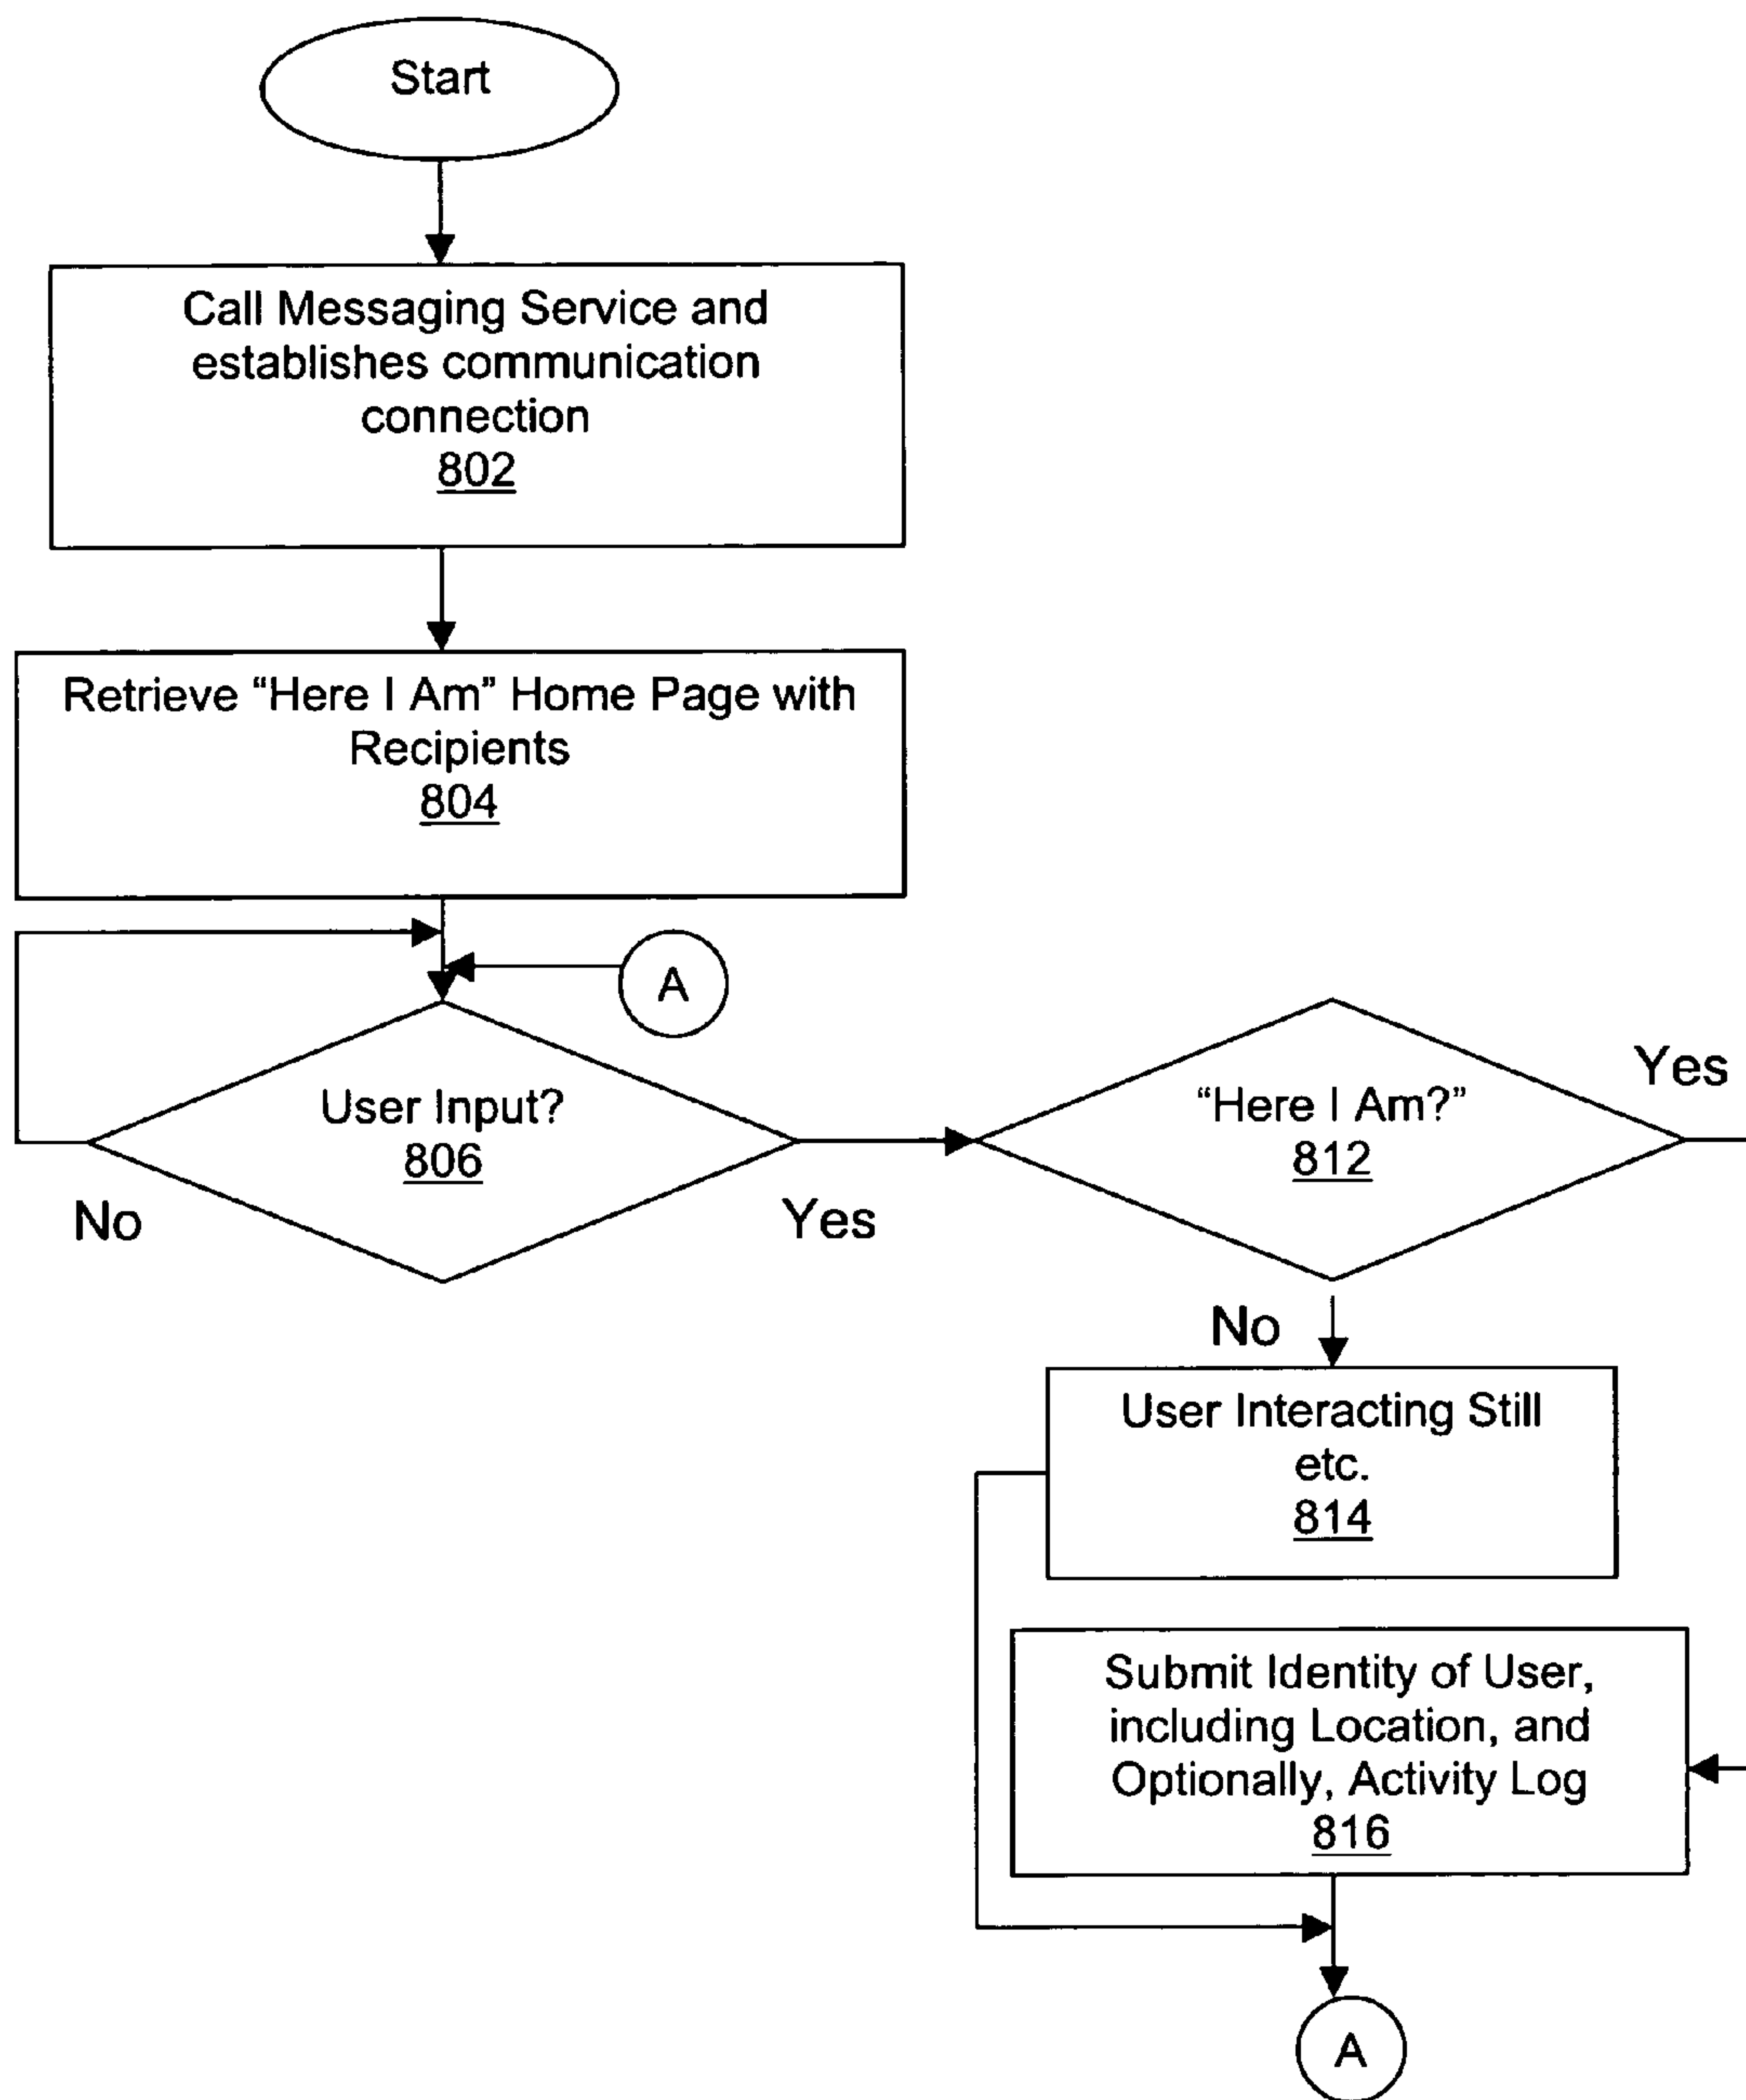 Start
Call Messaging Service and
establishes communication
connection
802
Retrieve “Here I Am” Home Page with
Recipients
804
A
User Input?
806
No
Yes
“Here I Am?”
812
Yes
No
User Interacting Still
etc.
814
Submit Identity of User,
including Location, and
Optionally, Activity Log
816
A